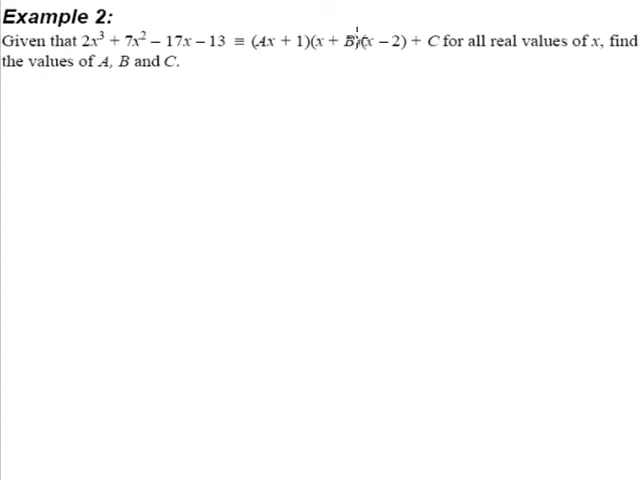 Example 2:
Given that 2x³ + 7x² – 17x – 13 ≡ (Ax + 1)(x + B)(x – 2) + C for all real values of x, find
the values of A, B and C.